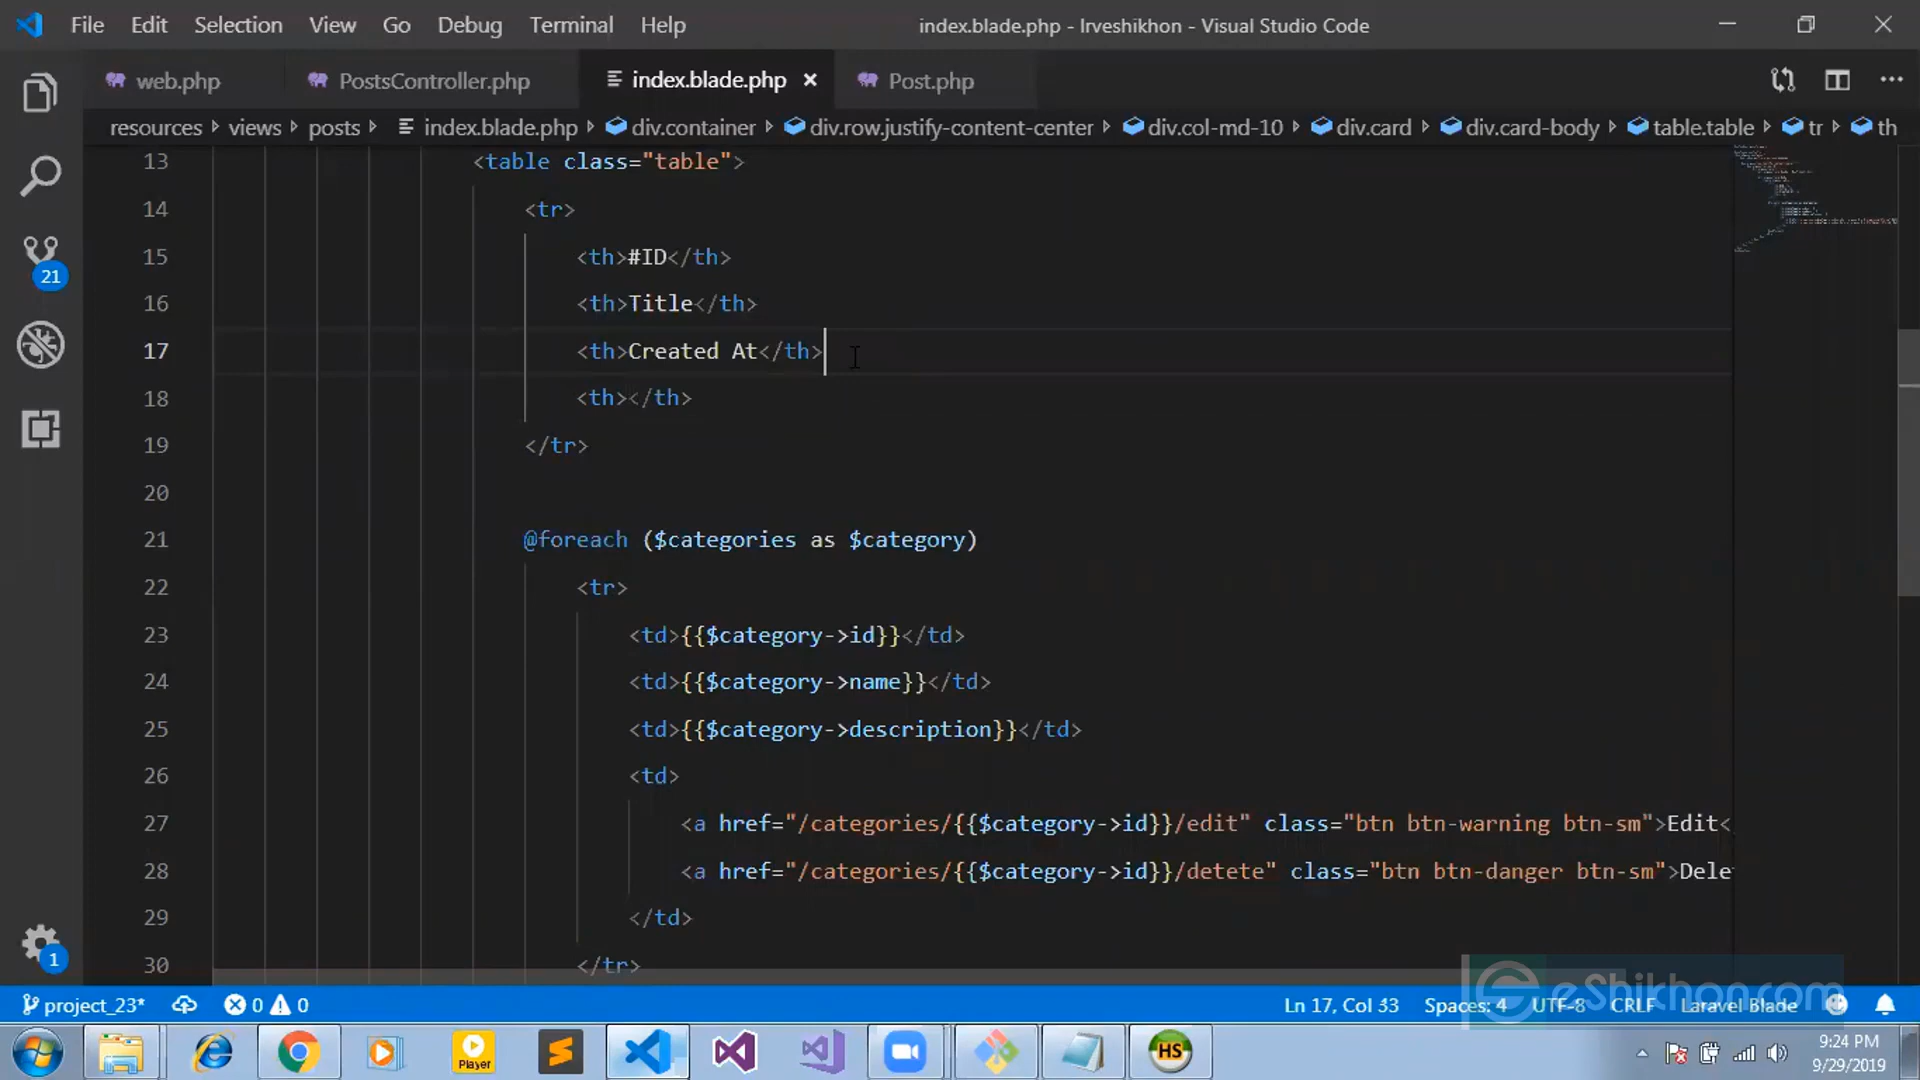 File Edit Selection View Go Debug Terminal Help index.blade.php - Irveshikhon - Visual Studio Code
web.php PostsController.php index.blade.php Post.php
resources views posts index.blade.php div.container div.row.justify-content-center div.col-md-10 div.card div.card-body table.table tr th
13 <table class="table">
14 <tr>
15 <th>#ID</th>
16 <th>Title</th>
17 <th>Created At</th>
18 <th></th>
19 </tr>
20
21 @foreach ($categories as $category)
22 <tr>
23 <td>{{$category->id}}</td>
24 <td>{{$category->name}}</td>
25 <td>{{$category->description}}</td>
26 <td>
27 <a href="/categories/{{$category->id}}/edit" class="btn btn-warning btn-sm">Edit<
28 <a href="/categories/{{$category->id}}/detete" class="btn btn-danger btn-sm">Dele
29 </td>
30 </tr>
21
1
eShikhon.com
project_23* 0 0 Ln 17, Col 33 Spaces: 4 UTF-8 CRLF Laravel Blade
Player
HS
9:24 PM
9/29/2019